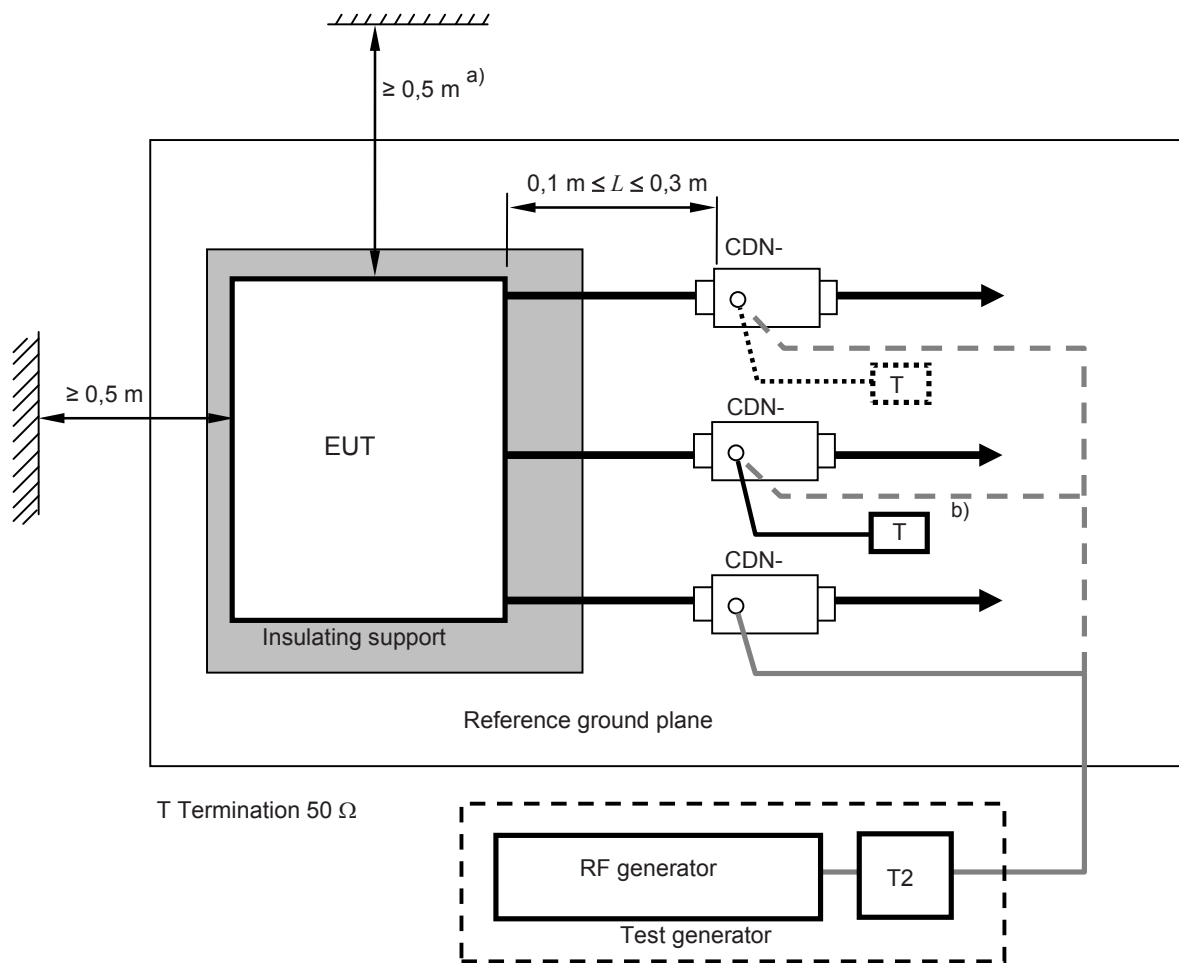 ≥ 0,5 m a)
0,1 m ≤ L ≤ 0,3 m
CDN-
T
≥ 0,5 m
CDN-
EUT
b)
T
CDN-
Insulating support
Reference ground plane
T Termination 50 Ω
RF generator
T2
Test generator